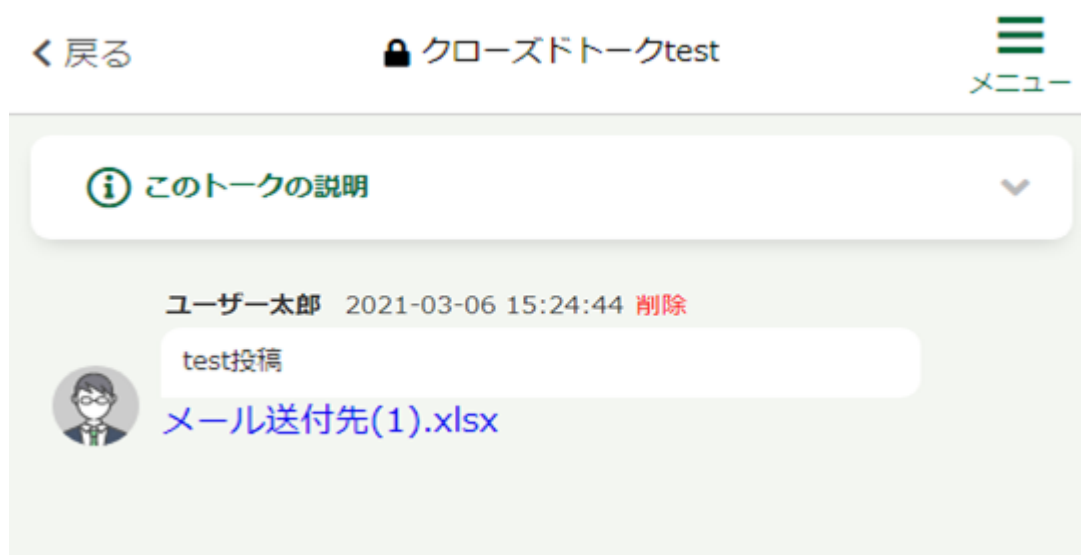 戻る
クローズドトークtest
メニュー
このトークの説明
ユーザー太郎 2021-03-06 15:24:44 削除
test投稿
メール送付先(1).xlsx